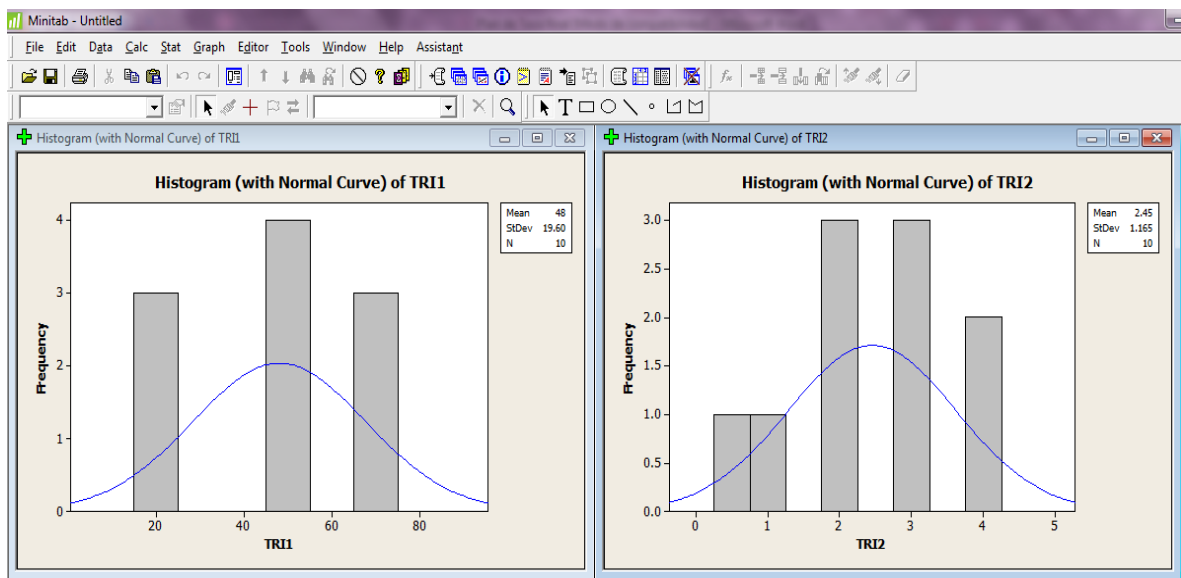 Minitab - Untitled
File Edit Data Calc Stat Graph Editor Tools Window Help Assistant
Histogram (with Normal Curve) of TRI1
Histogram (with Normal Curve) of TRI1
Mean 48
StDev 19.60
N 10
4
3
2
1
0
Frequency
20 40 60 80
TRI1
Histogram (with Normal Curve) of TRI2
Histogram (with Normal Curve) of TRI2
Mean 2.45
StDev 1.165
N 10
3.0
2.5
2.0
1.5
1.0
0.5
0.0
Frequency
0 1 2 3 4 5
TRI2